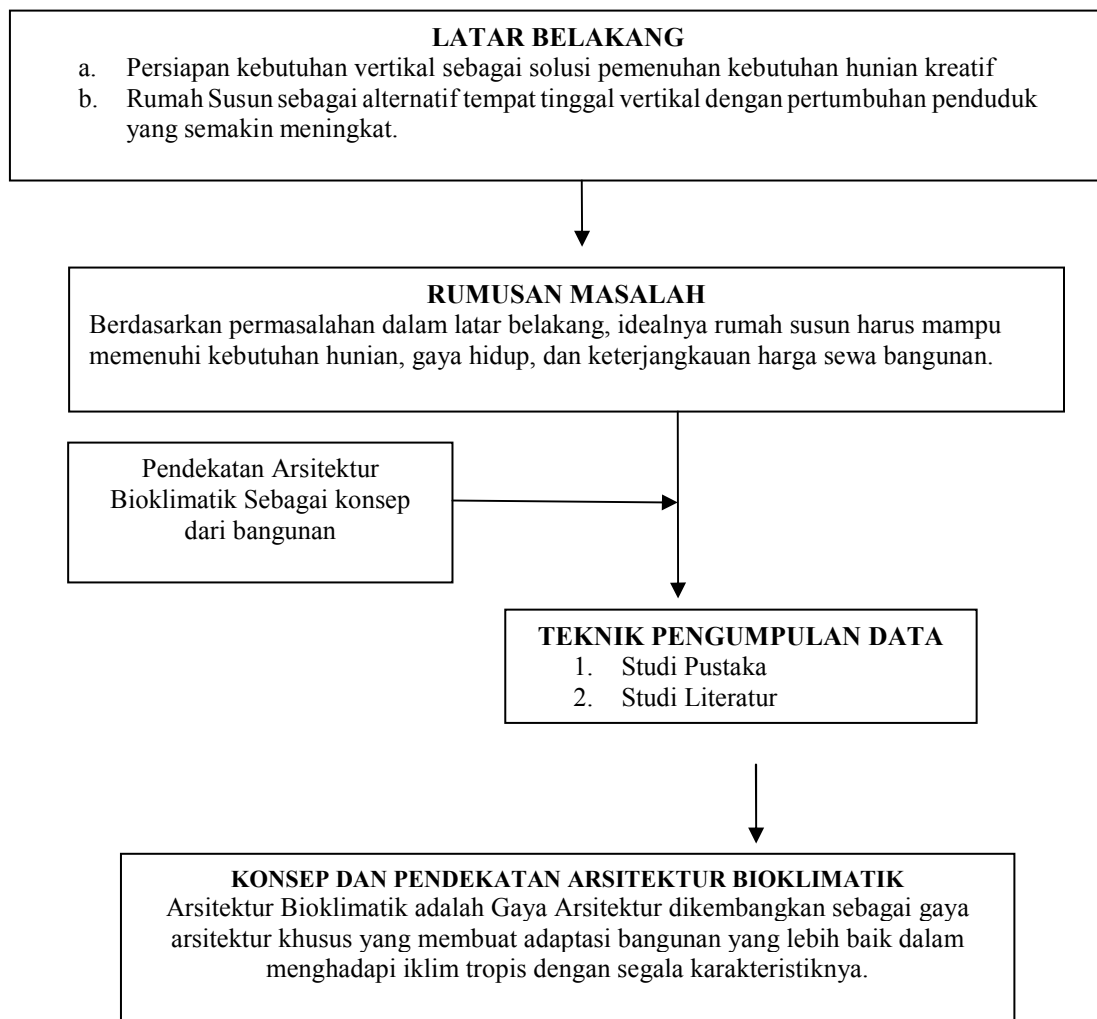 LATAR BELAKANG
a. Persiapan kebutuhan vertikal sebagai solusi pemenuhan kebutuhan hunian kreatif
b. Rumah Susun sebagai alternatif tempat tinggal vertikal dengan pertumbuhan penduduk
yang semakin meningkat.
RUMUSAN MASALAH
Berdasarkan permasalahan dalam latar belakang, idealnya rumah susun harus mampu
memenuhi kebutuhan hunian, gaya hidup, dan keterjangkauan harga sewa bangunan.
Pendekatan Arsitektur
Bioklimatik Sebagai konsep
dari bangunan
TEKNIK PENGUMPULAN DATA
1. Studi Pustaka
2. Studi Literatur
KONSEP DAN PENDEKATAN ARSITEKTUR BIOKLIMATIK
Arsitektur Bioklimatik adalah Gaya Arsitektur dikembangkan sebagai gaya
arsitektur khusus yang membuat adaptasi bangunan yang lebih baik dalam
menghadapi iklim tropis dengan segala karakteristiknya.